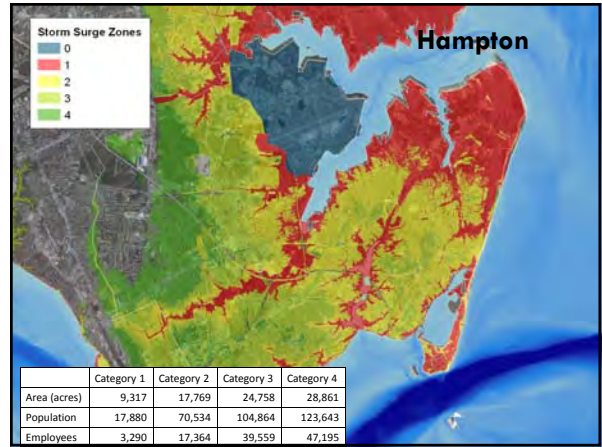 Storm Surge Zones
0
1
2
3
4
Hampton
Category 1 Category 2 Category 3 Category 4
Area (acres) 9,317 17,769 24,758 28,861
Population 17,880 70,534 104,864 123,643
Employees 3,290 17,364 39,559 47,195